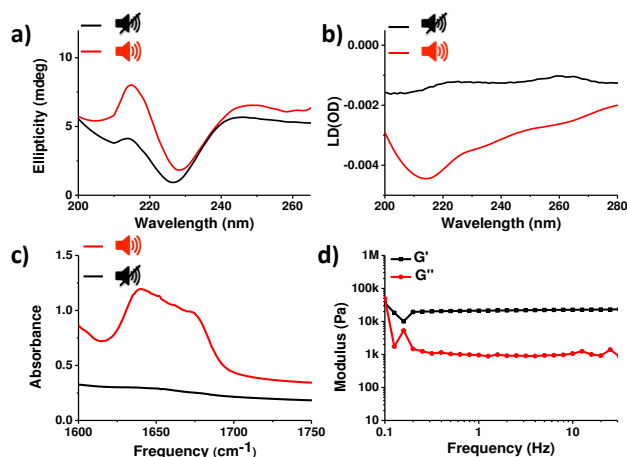 a)
Ellipticity (mdeg)
10
5
0
200 220 240 260
Wavelength (nm)
b)
LD(OD)
0.000
-0.002
-0.004
200 220 240 260 280
Wavelength (nm)
c)
Absorbance
1.5
1.0
0.5
0.0
1600 1650 1700 1750
Frequency (cm-1)
d)
G'
G''
Modulus (Pa)
1M
100k
10k
1k
100
10
1
0.1 1 10
Frequency (Hz)